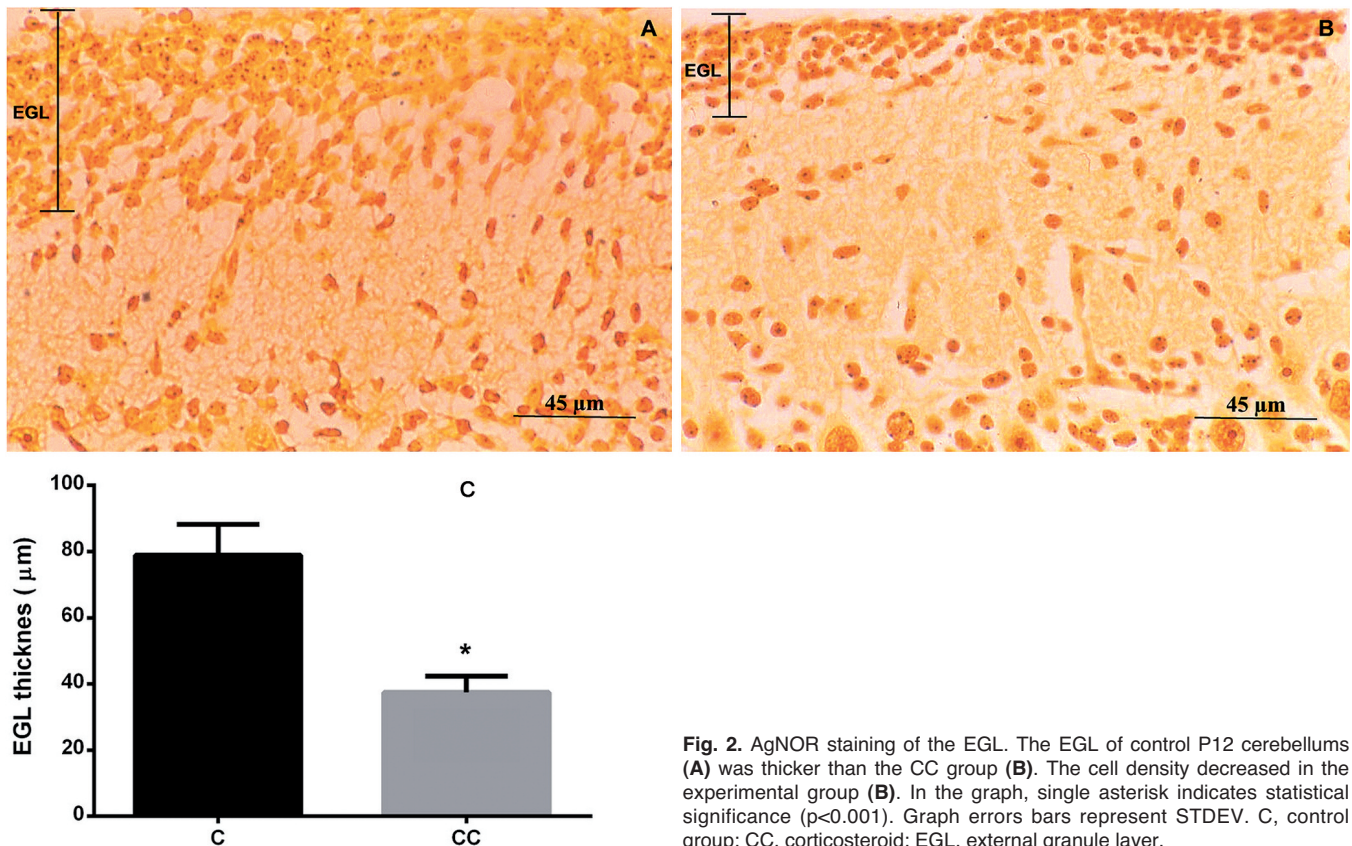 A
EGL
45 µm
B
EGL
45 µm
C
100
80
60
40
20
0
EGL thicknes ( µm)
*
C
CC
Fig. 2. AgNOR staining of the EGL. The EGL of control P12 cerebellums
(A) was thicker than the CC group (B). The cell density decreased in the
experimental group (B). In the graph, single asterisk indicates statistical
significance (p<0.001). Graph errors bars represent STDEV. C, control
group; CC, corticosteroid; EGL, external granule layer.